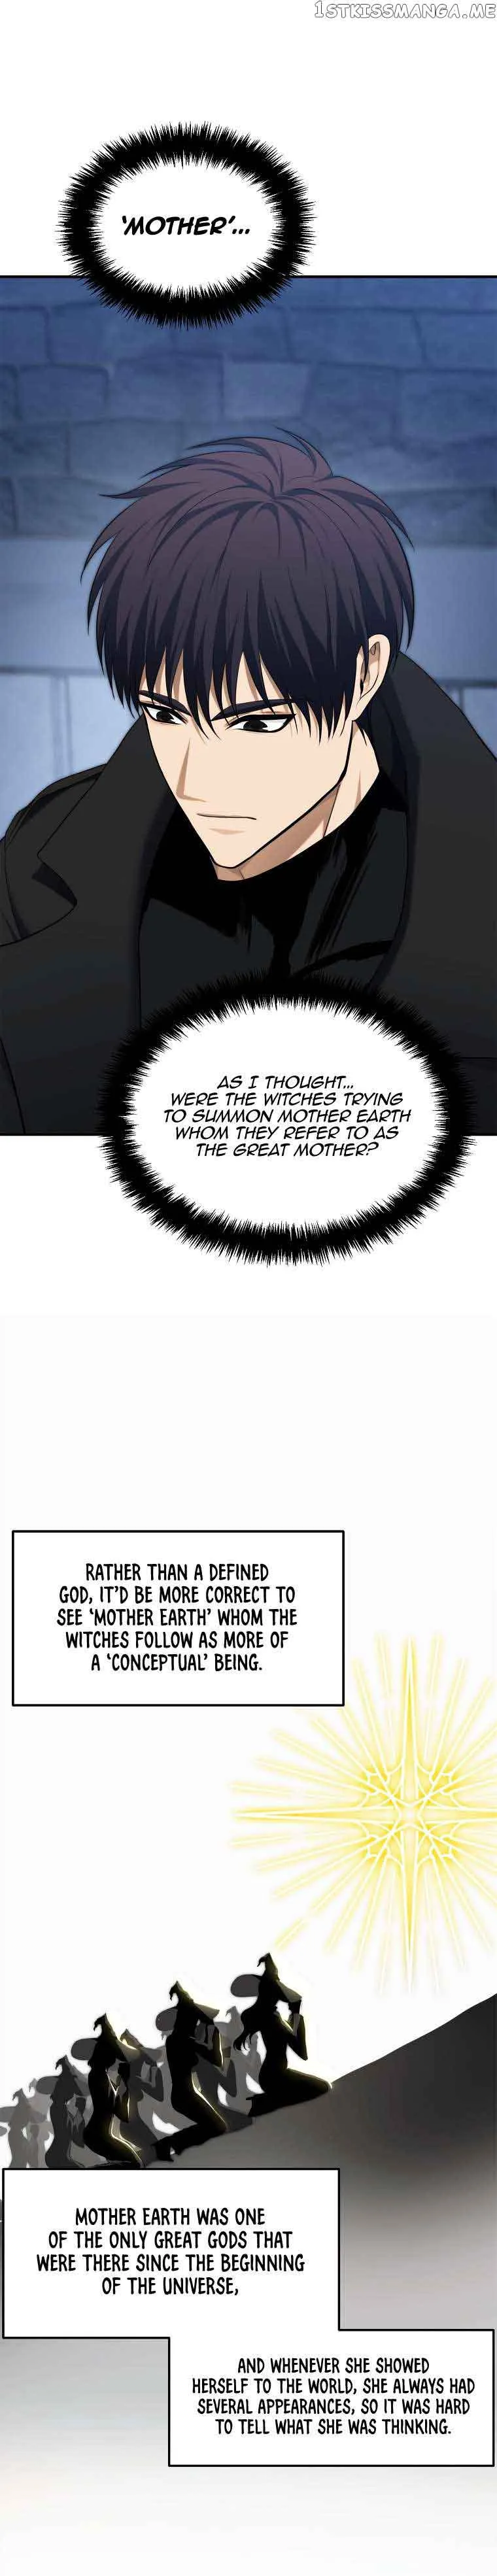 1STKISSMANGA.ME
'MOTHER'...
AS I THOUGHT...
WERE THE WITCHES TRYING
TO SUMMON MOTHER EARTH
WHOM THEY REFER TO AS
THE GREAT MOTHER?
RATHER THAN A DEFINED
GOD, IT'D BE MORE CORRECT TO
SEE 'MOTHER EARTH' WHOM THE
WITCHES FOLLOW AS MORE OF
A 'CONCEPTUAL' BEING.
MOTHER EARTH WAS ONE
OF THE ONLY GREAT GODS THAT
WERE THERE SINCE THE BEGINNING
OF THE UNIVERSE,
AND WHENEVER SHE SHOWED
HERSELF TO THE WORLD, SHE ALWAYS HAD
SEVERAL APPEARANCES, SO IT WAS HARD
TO TELL WHAT SHE WAS THINKING.